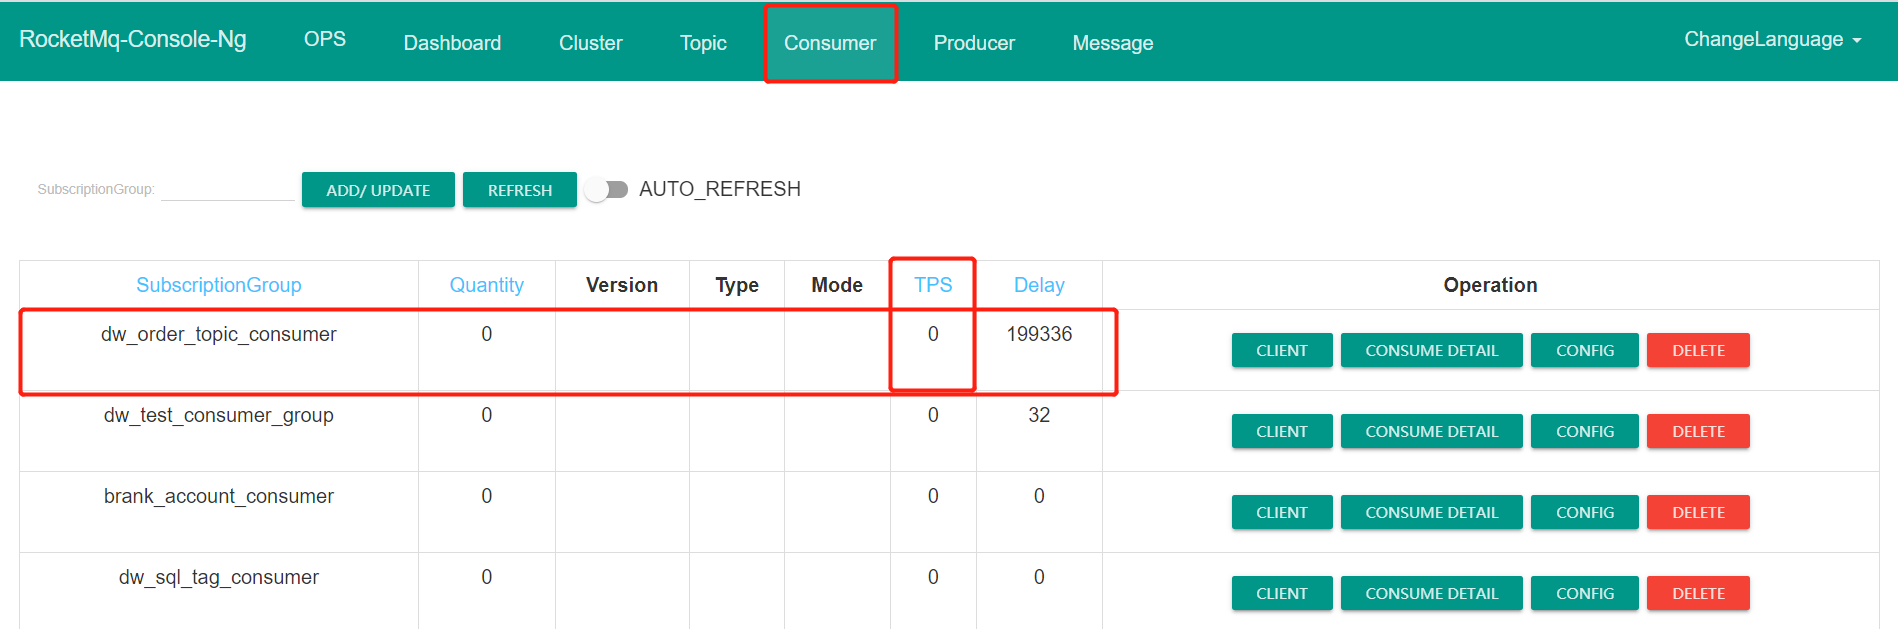 RocketMq-Console-Ng OPS Dashboard Cluster Topic Consumer Producer Message ChangeLanguage
SubscriptionGroup: ADD/ UPDATE REFRESH AUTO_REFRESH
SubscriptionGroup Quantity Version Type Mode TPS Delay Operation
dw_order_topic_consumer 0 0 199336 CLIENT CONSUME DETAIL CONFIG DELETE
dw_test_consumer_group 0 0 32 CLIENT CONSUME DETAIL CONFIG DELETE
brank_account_consumer 0 0 0 CLIENT CONSUME DETAIL CONFIG DELETE
dw_sql_tag_consumer 0 0 0 CLIENT CONSUME DETAIL CONFIG DELETE